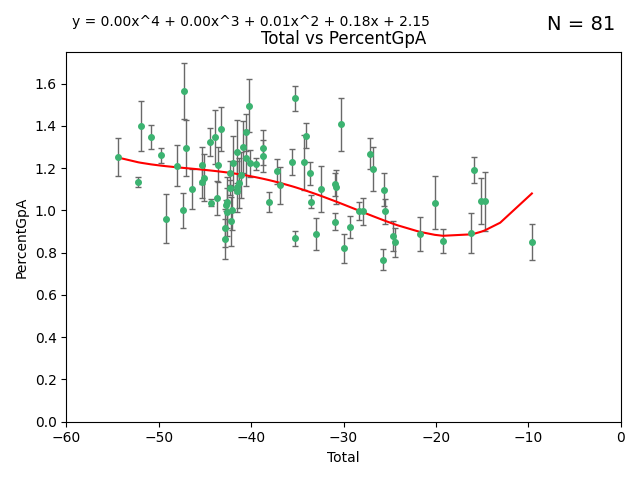 y = 0.00x^4 + 0.00x^3 + 0.01x^2 + 0.18x + 2.15
N = 81
Total vs PercentGpA
PercentGpA
1.6
1.4
1.2
1.0
0.8
0.6
0.4
0.2
0.0
−60 −50 −40 −30 −20 −10 0
Total